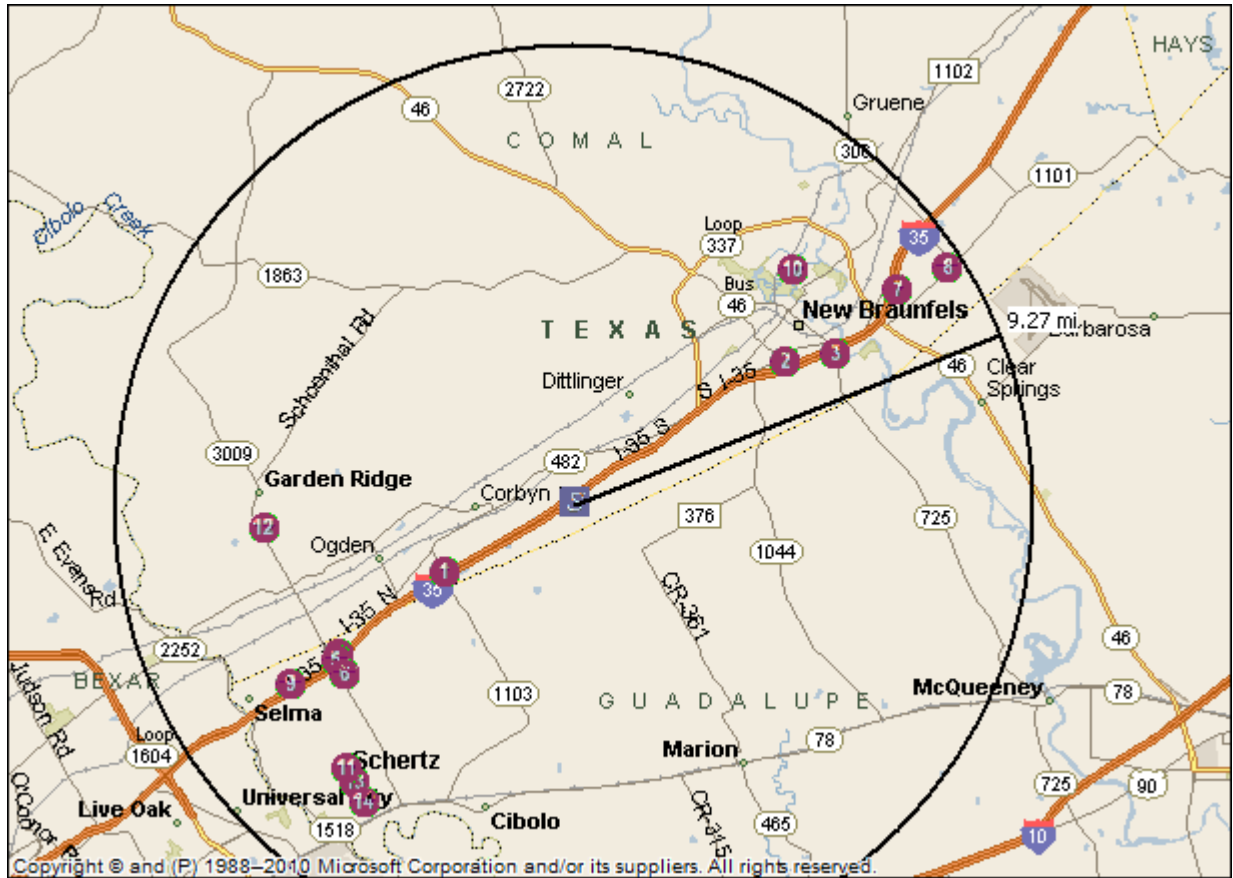 HAYS
1102
2722
46
Gruene
COMAL
306
1101
Cibolo Creek
Loop
337
35
1863
10
8
Bus
7
46
New Braunfels
9.27 mi
TEXAS
Schoenthal Rd
3
2
S I-35
46
Clear
Springs
Dittlinger
I-35 S
3009
482
Garden Ridge
Corbyn
S
376
725
12
E Evans Rd
Ogden
1044
1
35
CR-361
I-35 N
2252
5
46
BEXAR
6
9
1103
McQueeney
78
Judson Rd
Selma
GUADALUPE
Loop
1604
Marion
78
11
Schertz
13
725
90
14
Live Oak
Cibolo
1518
465
CR-315
10
Copyright © and (P) 1988–2010 Microsoft Corporation and/or its suppliers. All rights reserved.